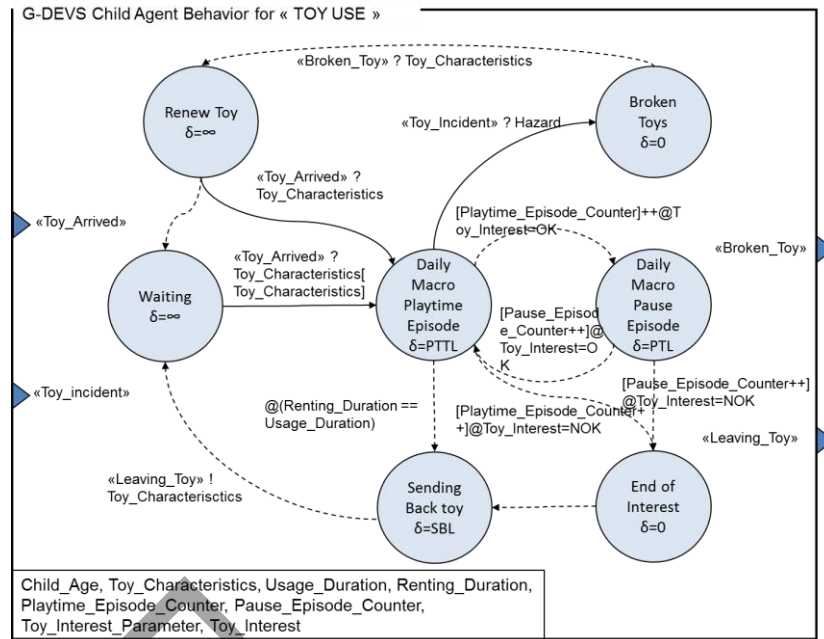 G-DEVS Child Agent Behavior for « TOY USE »
«Broken_Toy» ? Toy_Characteristics
Renew Toy
δ=∞
Broken
Toys
δ=0
«Toy_Incident» ? Hazard
«Toy_Arrived» ?
Toy_Characteristics
«Toy_Arrived»
[Playtime_Episode_Counter]++@T
oy_Interest=OK
«Broken_Toy»
«Toy_Arrived» ?
Toy_Characteristics[
Toy_Characteristics]
Waiting
δ=∞
Daily
Macro
Playtime
Episode
δ=PTTL
Daily
Macro
Pause
Episode
δ=PTL
[Pause_Episod
e_Counter++]@
Toy_Interest=O
K
«Toy_incident»
[Pause_Episode_Counter++]
@Toy_Interest=NOK
@(Renting_Duration ==
Usage_Duration)
[Playtime_Episode_Counter+
+]@Toy_Interest=NOK
«Leaving_Toy»
«Leaving_Toy» !
Toy_Characterisctics
Sending
Back toy
δ=SBL
End of
Interest
δ=0
Child_Age, Toy_Characteristics, Usage_Duration, Renting_Duration,
Playtime_Episode_Counter, Pause_Episode_Counter,
Toy_Interest_Parameter, Toy_Interest